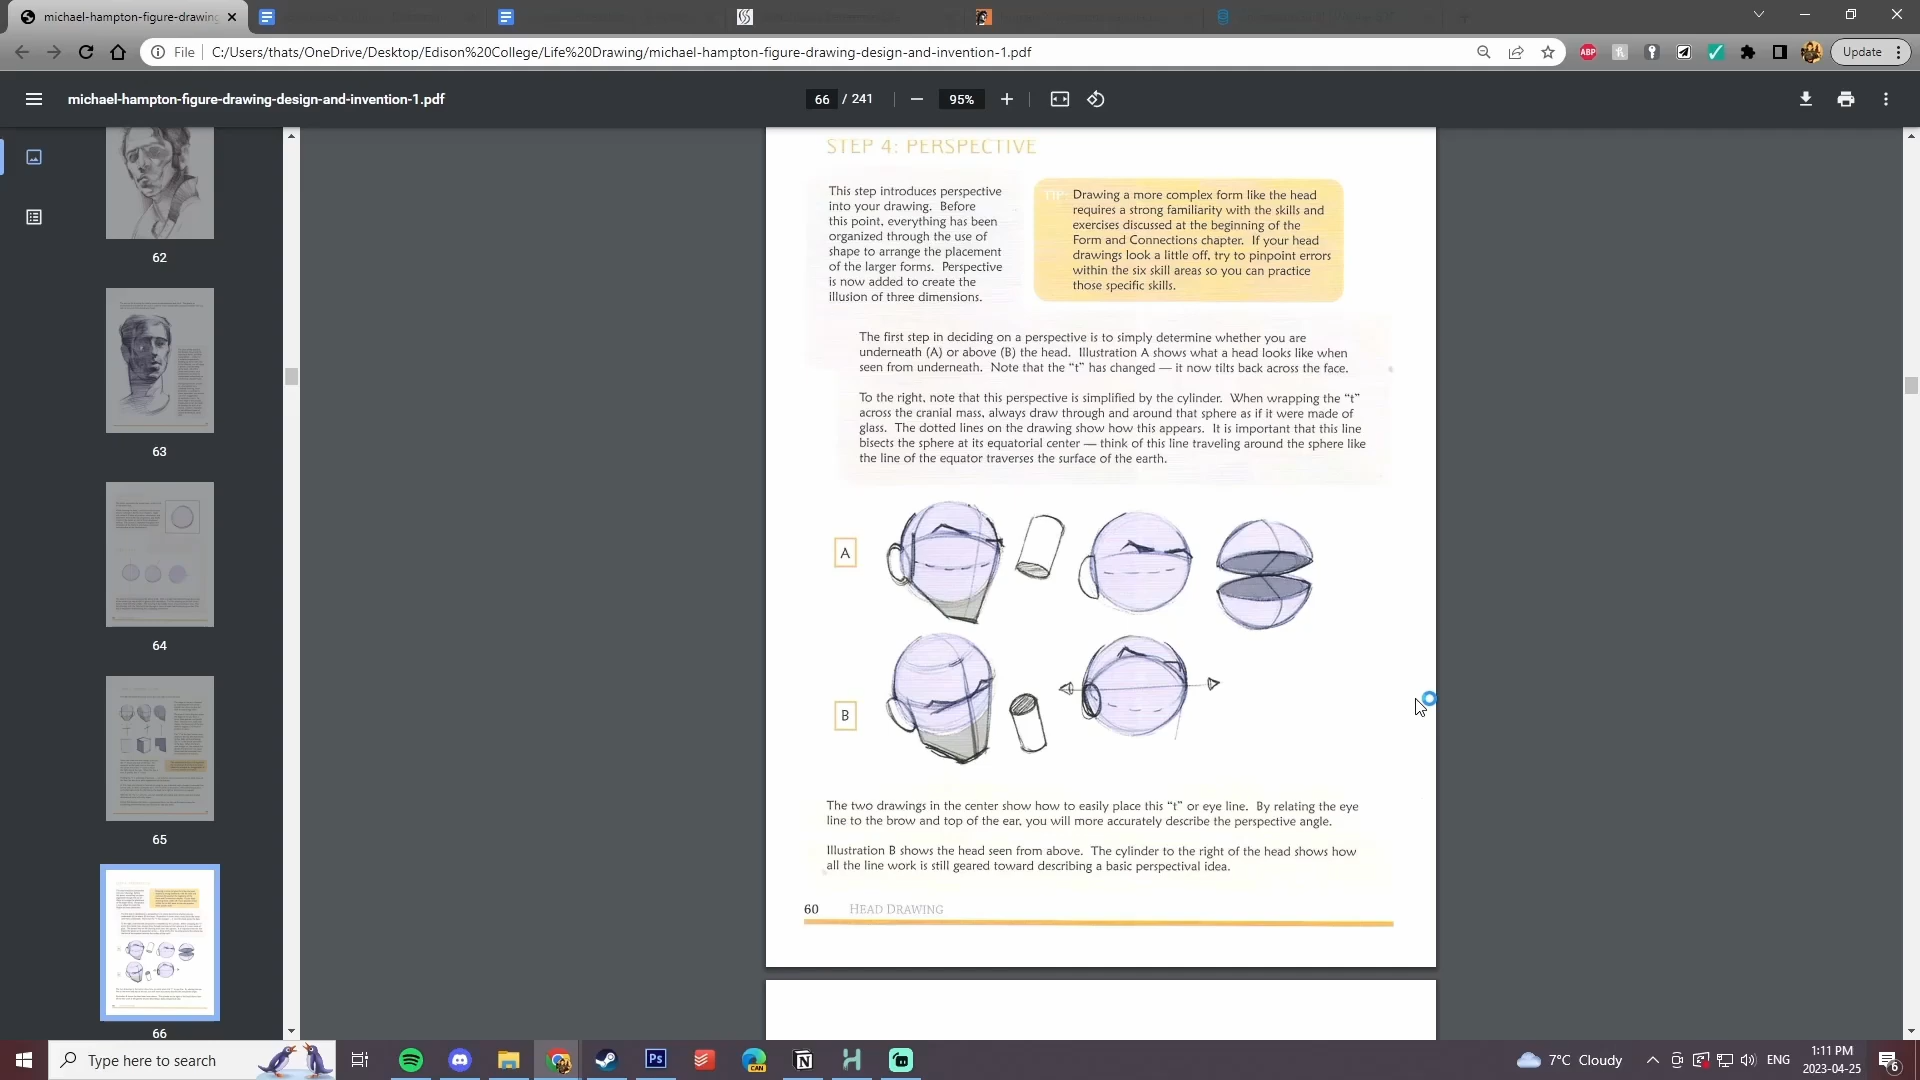 michael-hampton-figure-drawing
File
C:/Users/thats/OneDrive/Desktop/Edison%20College/Life%20Drawing/michael-hampton-figure-drawing-design-and-invention-1.pdf
ABP
Update
michael-hampton-figure-drawing-design-and-invention-1.pdf
66 / 241
95%
62
63
64
65
66
STEP 4: PERSPECTIVE
This step introduces perspective
into your drawing. Before
this point, everything has been
organized through the use of
shape to arrange the placement
of the larger forms. Perspective
is now added to create the
illusion of three dimensions.
TIP: Drawing a more complex form like the head
requires a strong familiarity with the skills and
exercises discussed at the beginning of the
Form and Connections chapter. If your head
drawings look a little off, try to pinpoint errors
within the six skill areas so you can practice
those specific skills.
The first step in deciding on a perspective is to simply determine whether you are
underneath (A) or above (B) the head. Illustration A shows what a head looks like when
seen from underneath. Note that the “t” has changed — it now tilts back across the face.
To the right, note that this perspective is simplified by the cylinder. When wrapping the “t”
across the cranial mass, always draw through and around that sphere as if it were made of
glass. The dotted lines on the drawing show how this appears. It is important that this line
bisects the sphere at its equatorial center — think of this line traveling around the sphere like
the line of the equator traverses the surface of the earth.
A
B
The two drawings in the center show how to easily place this “t” or eye line. By relating the eye
line to the brow and top of the ear, you will more accurately describe the perspective angle.
Illustration B shows the head seen from above. The cylinder to the right of the head shows how
all the line work is still geared toward describing a basic perspectival idea.
60 HEAD DRAWING
Type here to search
Ps
CAN
7°C Cloudy
ENG
1:11 PM
2023-04-25
6